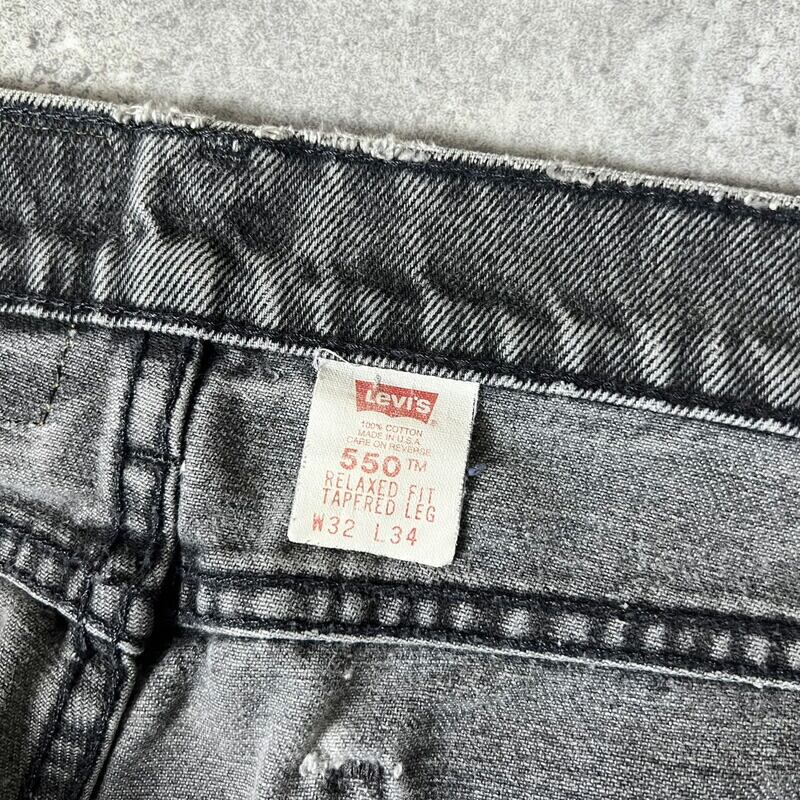 Levi's®
100% COTTON
MADE IN U.S.A.
CARE ON REVERSE
550™
RELAXED FIT
TAPERED LEG
W32 L34